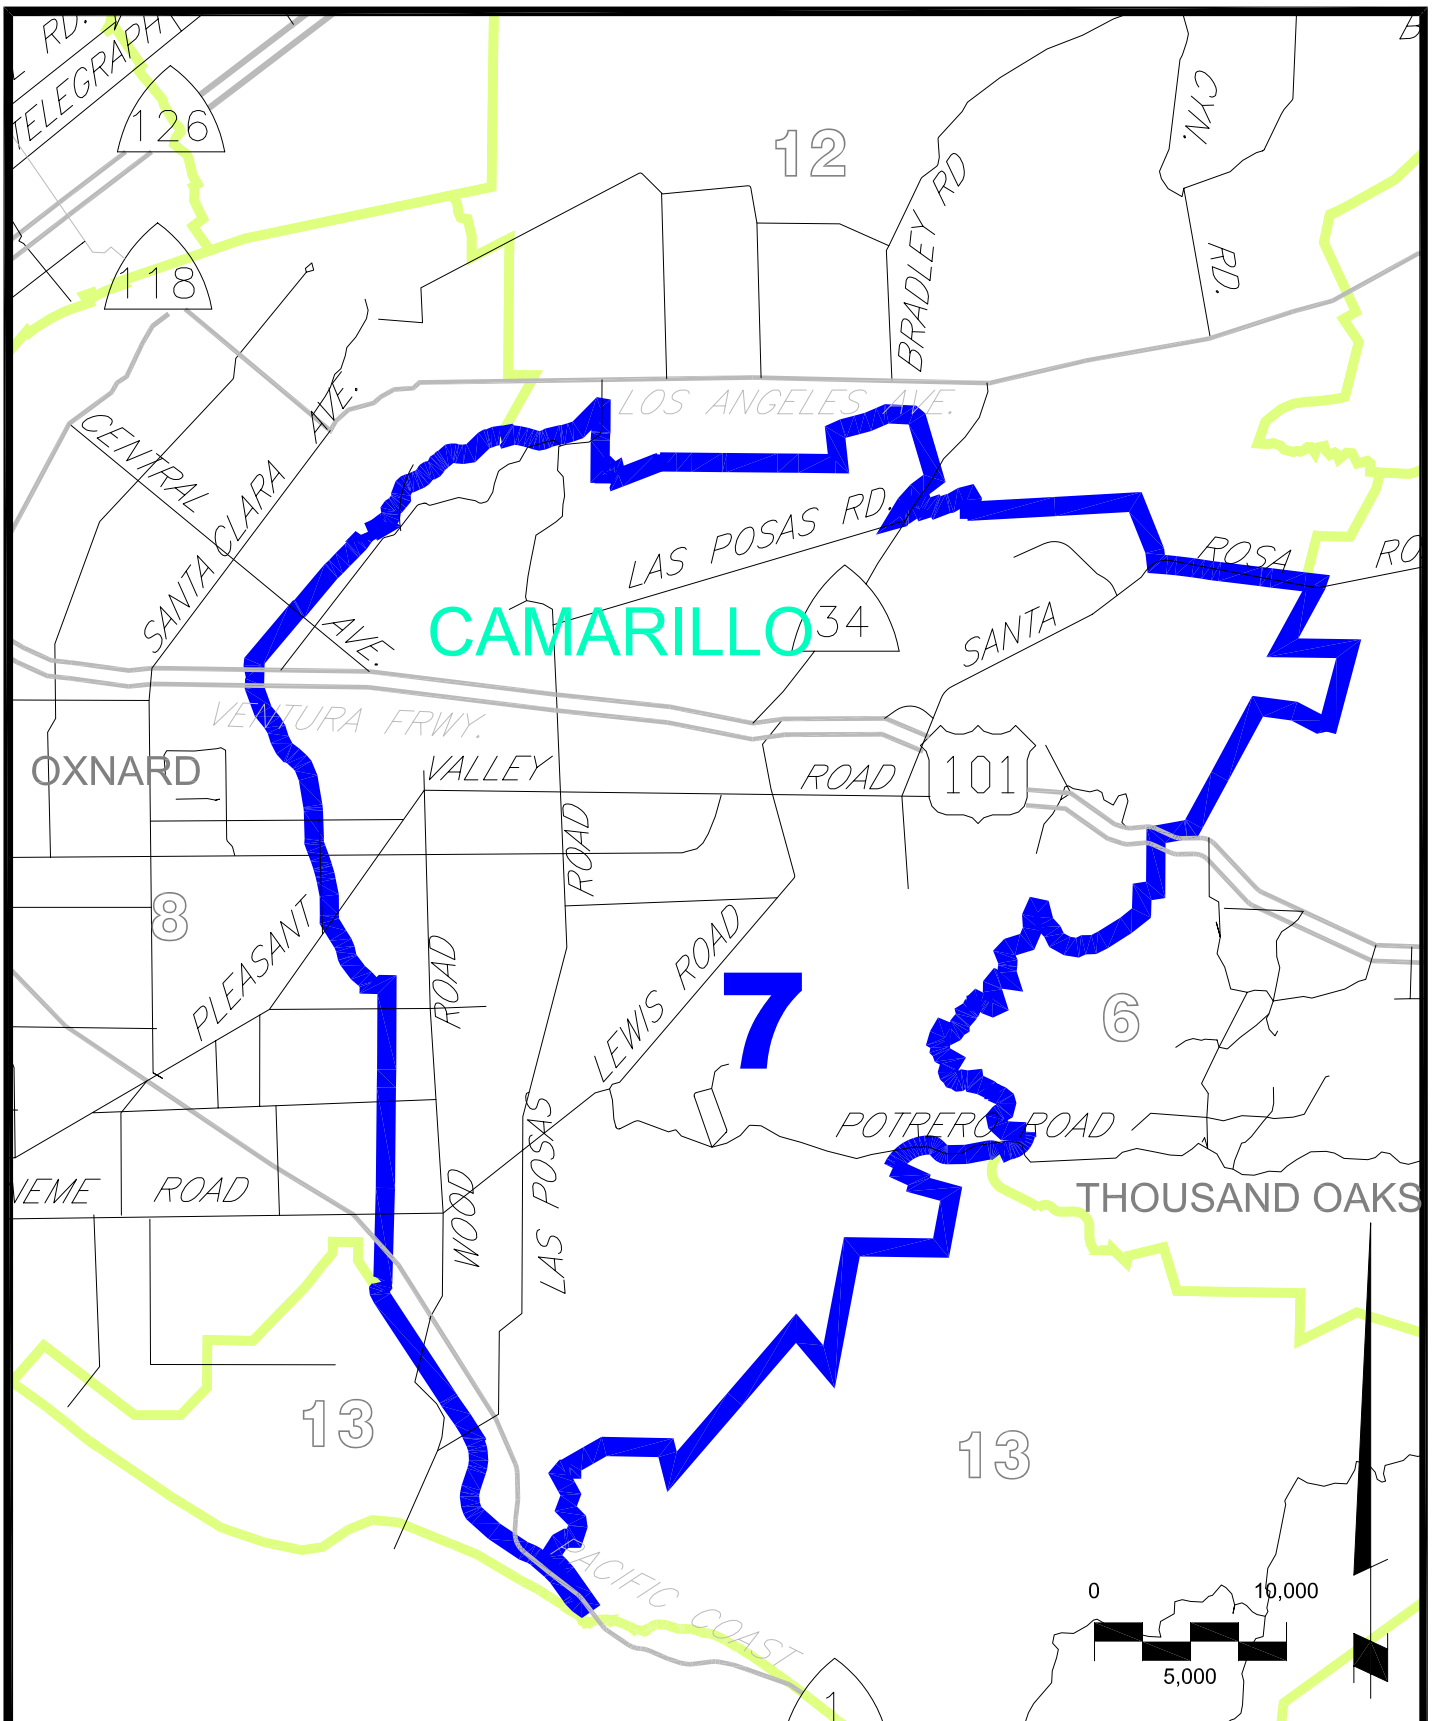 RD.
TELEGRAPH
126
12
CYN.
BRADLEY RD
RD.
118
LOS ANGELES AVE.
CENTRAL
AVE.
SANTA CLARA
AVE.
LAS POSAS RD.
ROSA
RO
34
SANTA
CAMARILLO
VENTURA FRWY.
OXNARD
VALLEY
ROAD
101
ROAD
8
PLEASANT
ROAD
LEWIS ROAD
7
6
POTRERO ROAD
LAS POSAS
WOOD
NEME
ROAD
THOUSAND OAKS
13
13
PACIFIC COAST
0
10,000
5,000
1